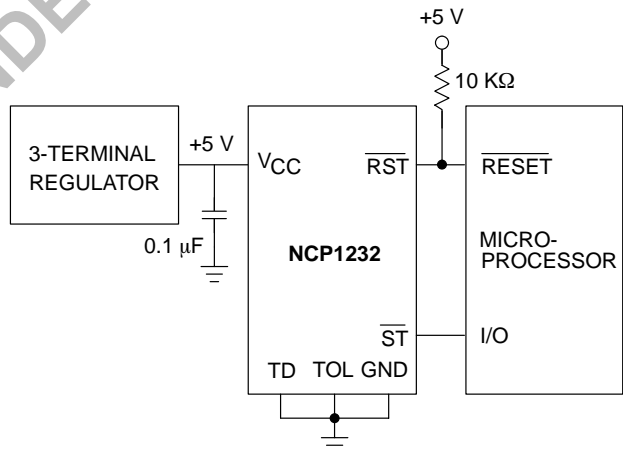 +5 V
10 KΩ
3-TERMINAL
REGULATOR
+5 V
0.1 μF
VCC
RST
NCP1232
ST
TD TOL GND
RESET
MICRO-
PROCESSOR
I/O